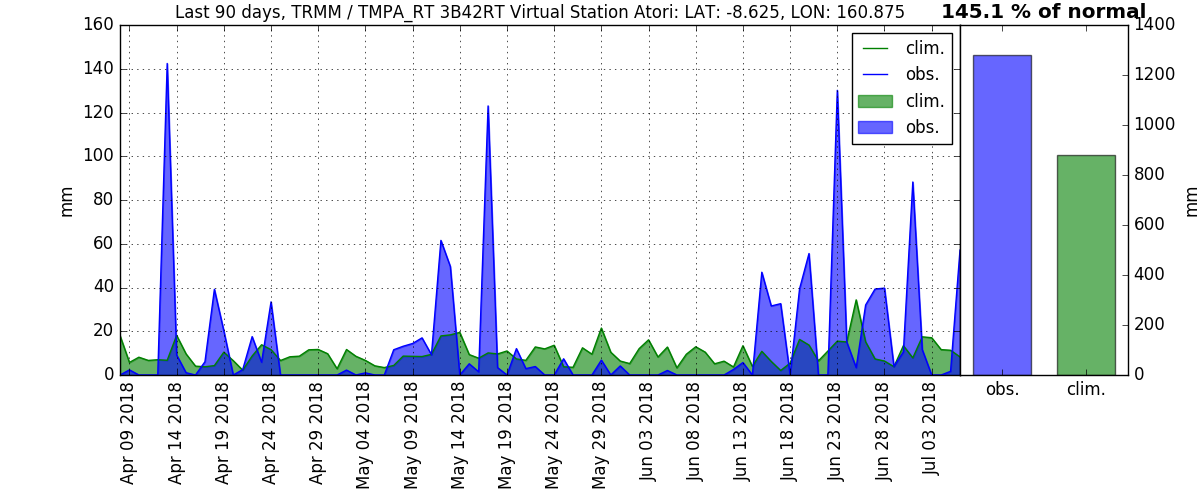 Last 90 days, TRMM / TMPA_RT 3B42RT Virtual Station Atori: LAT: -8.625, LON: 160.875
145.1 % of normal
mm
160
140
120
100
80
60
40
20
0
clim.
obs.
clim.
obs.
Apr 09 2018
Apr 14 2018
Apr 19 2018
Apr 24 2018
Apr 29 2018
May 04 2018
May 09 2018
May 14 2018
May 19 2018
May 24 2018
May 29 2018
Jun 03 2018
Jun 08 2018
Jun 13 2018
Jun 18 2018
Jun 23 2018
Jun 28 2018
Jul 03 2018
1400
1200
1000
800
600
400
200
0
mm
obs.
clim.